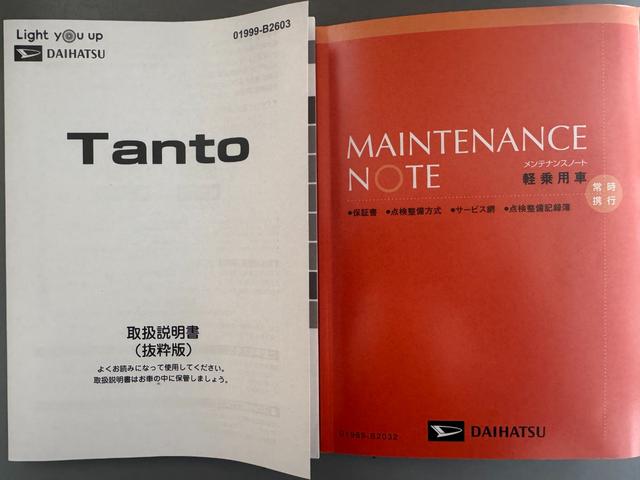 Light you up
DAIHATSU
01999-B2603
Tanto
取扱説明書
（抜粋版）
よくお読みになって使用してください。
取扱説明書はお車の中に保管しましょう。
MAINTENANCE
NOTE
メンテナンスノート
軽乗用車
常時
携行
●保証書 ●点検整備方式 ●サービス網 ●点検整備記録簿
01999-B2032
DAIHATSU